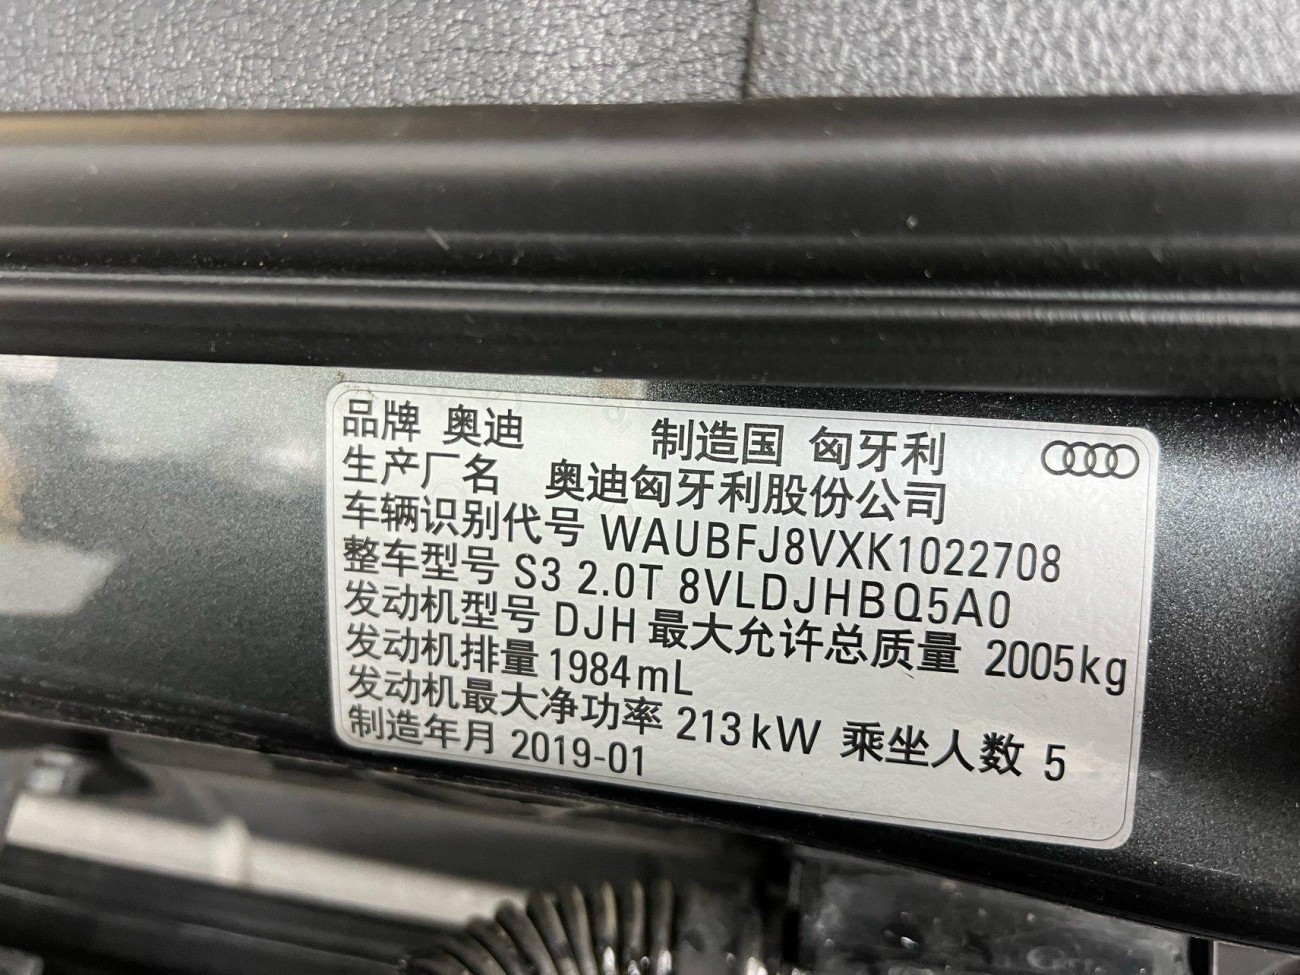 品牌 奥迪 制造国 匈牙利
生产厂名 奥迪匈牙利股份公司
车辆识别代号 WAUBFJ8VXK1022708
整车型号 S3 2.0T 8VLDJHBQ5A0
发动机型号 DJH 最大允许总质量 2005kg
发动机排量 1984mL
发动机最大净功率 213kW 乘坐人数 5
制造年月 2019-01